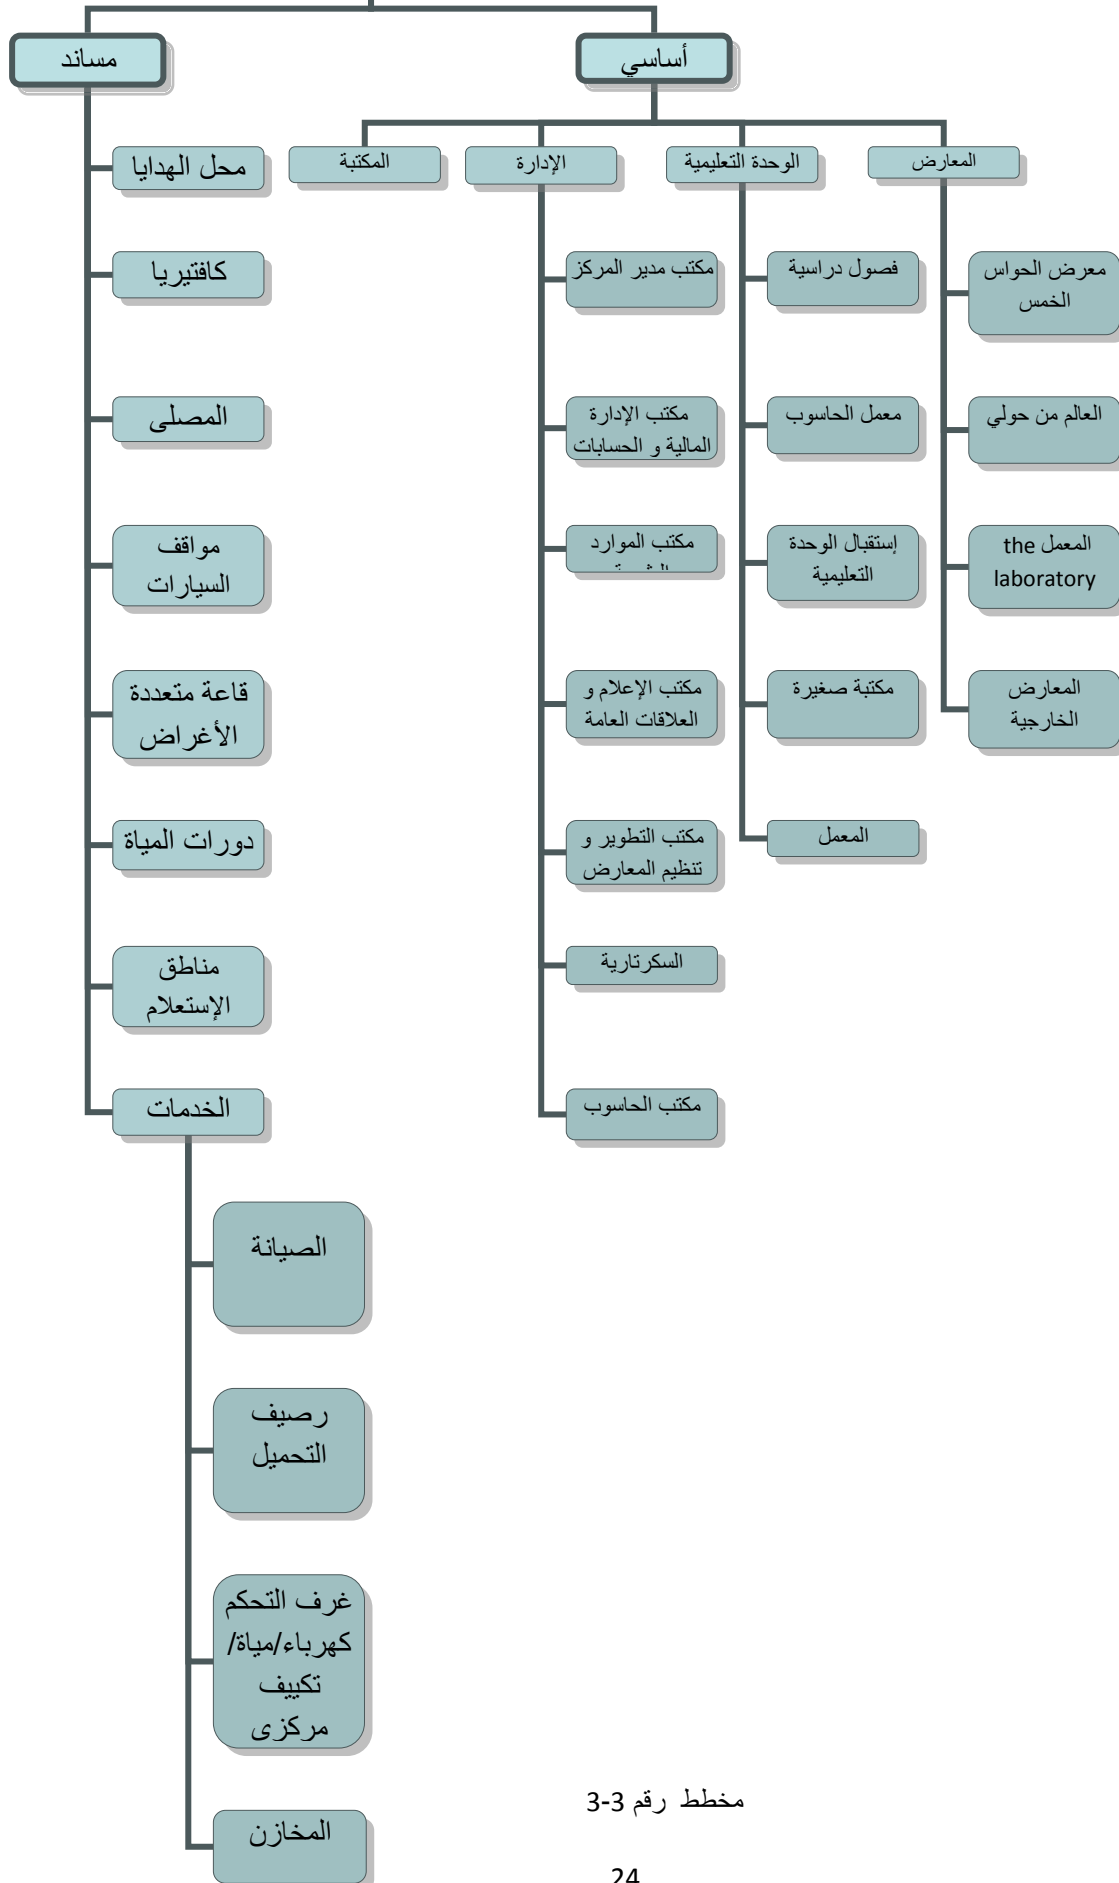 أساسي
مساند
المعارض
الوحدة التعليمية
الإدارة
المكتبة
معرض الحواس
الخمس
العالم من حولي
المعمل the
laboratory
المعارض
الخارجية
فصول دراسية
معمل الحاسوب
إستقبال الوحدة
التعليمية
مكتبة صغيرة
المعمل
مكتب مدير المركز
مكتب الإدارة
المالية و الحسابات
مكتب الموارد
مكتب الإعلام و
العلاقات العامة
مكتب التطوير و
تنظيم المعارض
السكرتارية
مكتب الحاسوب
محل الهدايا
كافتيريا
المصلى
مواقف
السيارات
قاعة متعددة
الأغراض
دورات المياة
مناطق
الإستعلام
الخدمات
الصيانة
رصيف
التحميل
غرف التحكم
كهرباء/مياة/
تكييف
مركزي
المخازن
مخطط رقم 3-3
24